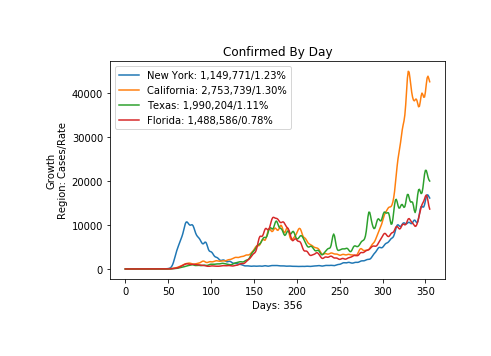 Confirmed By Day
New York: 1,149,771/1.23%
California: 2,753,739/1.30%
Texas: 1,990,204/1.11%
Florida: 1,488,586/0.78%
Growth
Region: Cases/Rate
40000
30000
20000
10000
0
0 50 100 150 200 250 300 350
Days: 356